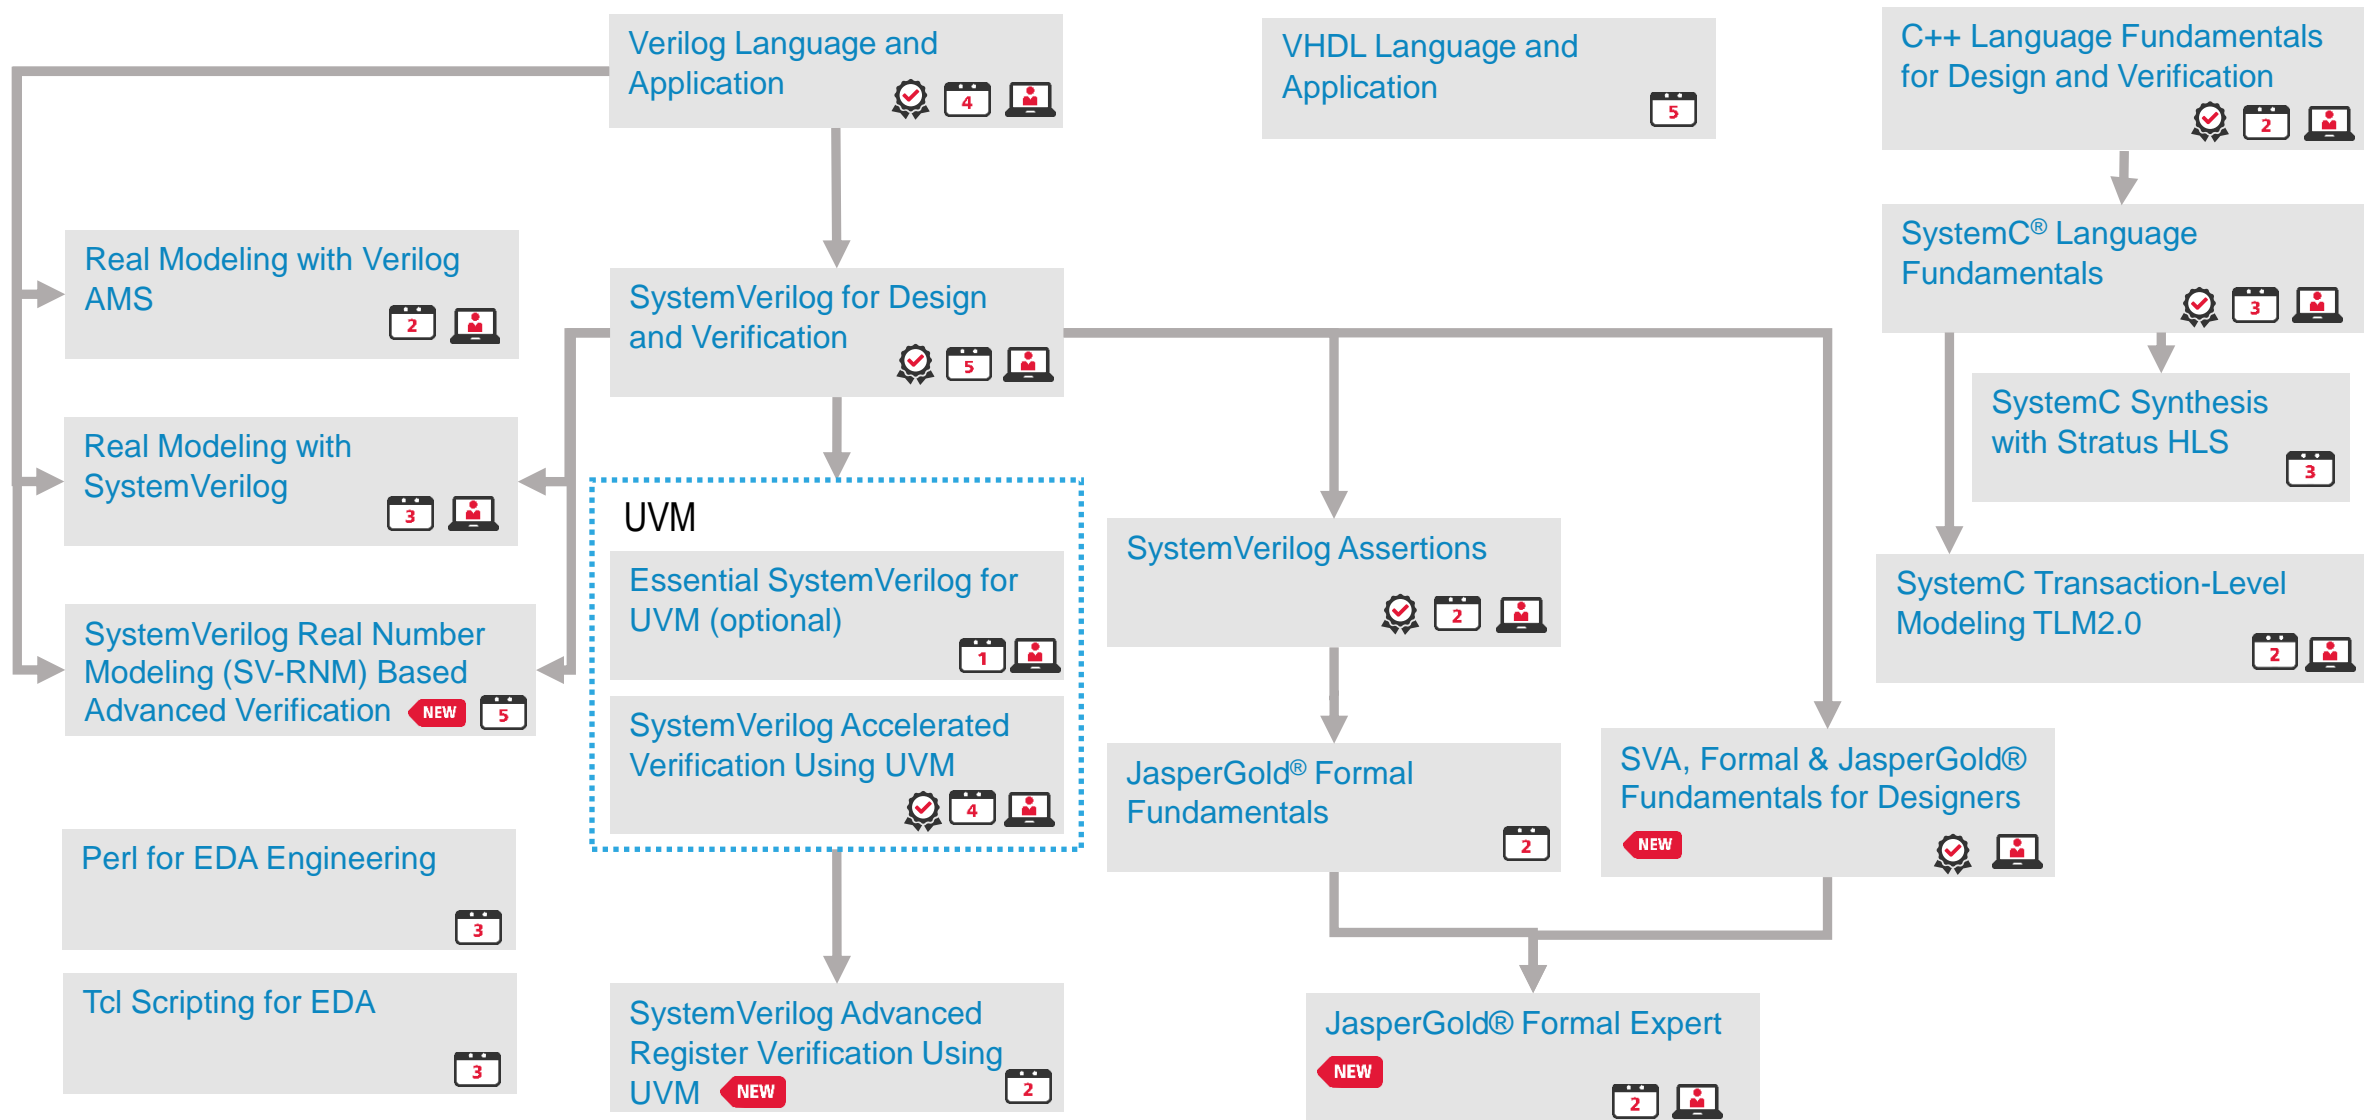 Verilog Language and
Application
4
VHDL Language and
Application
5
C++ Language Fundamentals
for Design and Verification
2
Real Modeling with Verilog
AMS
2
SystemVerilog for Design
and Verification
5
SystemC® Language
Fundamentals
3
Real Modeling with
SystemVerilog
3
SystemC Synthesis
with Stratus HLS
3
UVM
Essential SystemVerilog for
UVM (optional)
1
SystemVerilog Accelerated
Verification Using UVM
4
SystemVerilog Assertions
2
SystemC Transaction-Level
Modeling TLM2.0
2
SystemVerilog Real Number
Modeling (SV-RNM) Based
Advanced Verification NEW 5
JasperGold® Formal
Fundamentals
2
SVA, Formal & JasperGold®
Fundamentals for Designers
NEW
Perl for EDA Engineering
3
Tcl Scripting for EDA
3
SystemVerilog Advanced
Register Verification Using
UVM NEW 2
JasperGold® Formal Expert
NEW
2